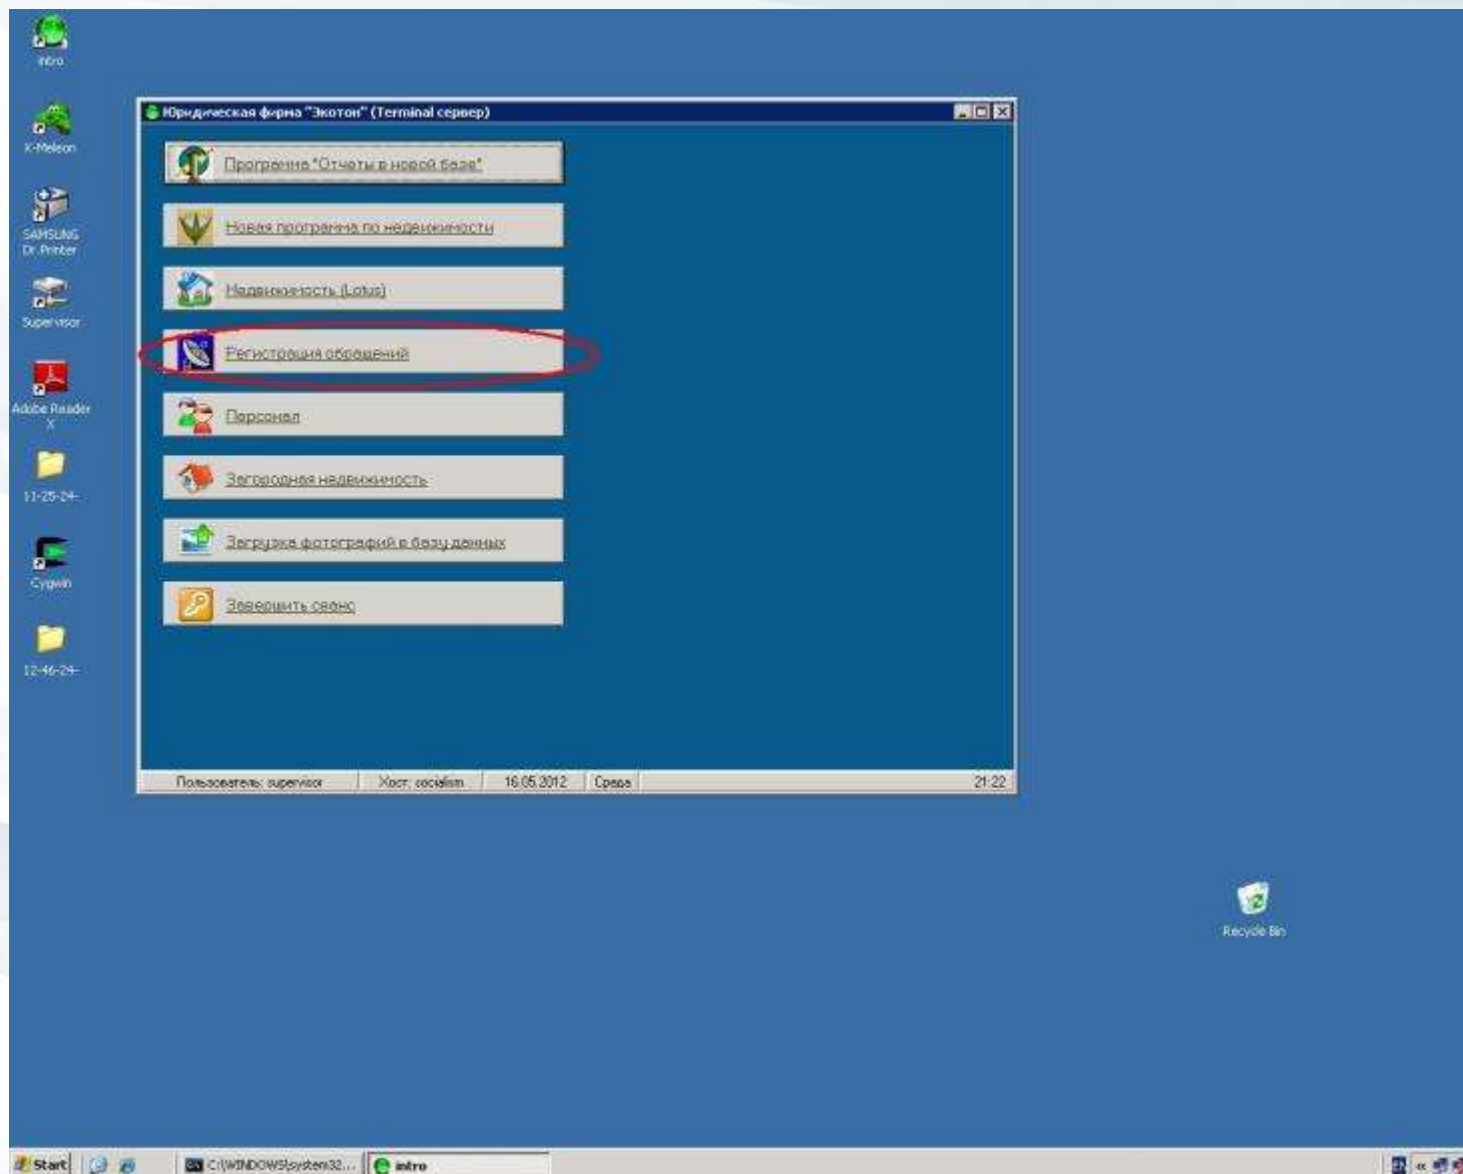 intro
K-Meleon
SAMSUNG
Dr.Printer
Supervisor
Adobe Reader
X
11-25-24-
Cygwin
12-46-24-
Юридическая фирма "Экотон" (Terminal сервер)
Программа "Отчеты в новой базе"
Новая программа по недвижимости
Недвижимость (Lotus)
Регистрация обращений
Персонал
Загородная недвижимость
Загрузка фотографий в базу данных
Завершить сеанс
Пользователь: supervisor Хост: socialism 16.05.2012 Среда 21:22
Recycle Bin
Start C:\WINDOWS\system32... intro EN «